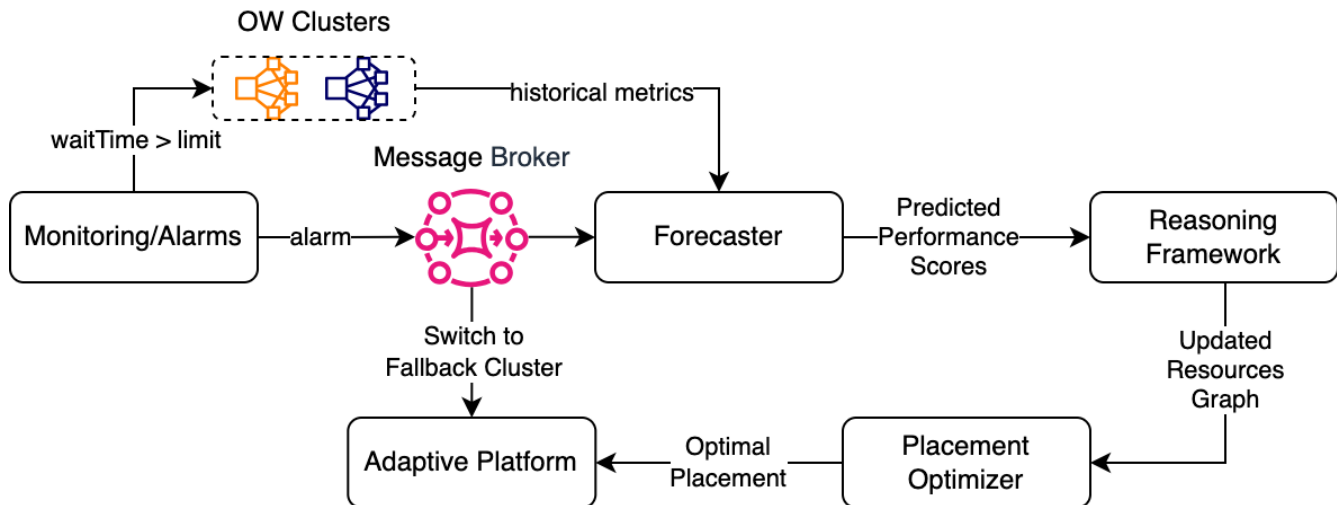 OW Clusters
waitTime > limit
historical metrics
Message Broker
Monitoring/Alarms
alarm
Forecaster
Predicted
Performance
Scores
Reasoning
Framework
Switch to
Fallback Cluster
Updated
Resources
Graph
Adaptive Platform
Optimal
Placement
Placement
Optimizer